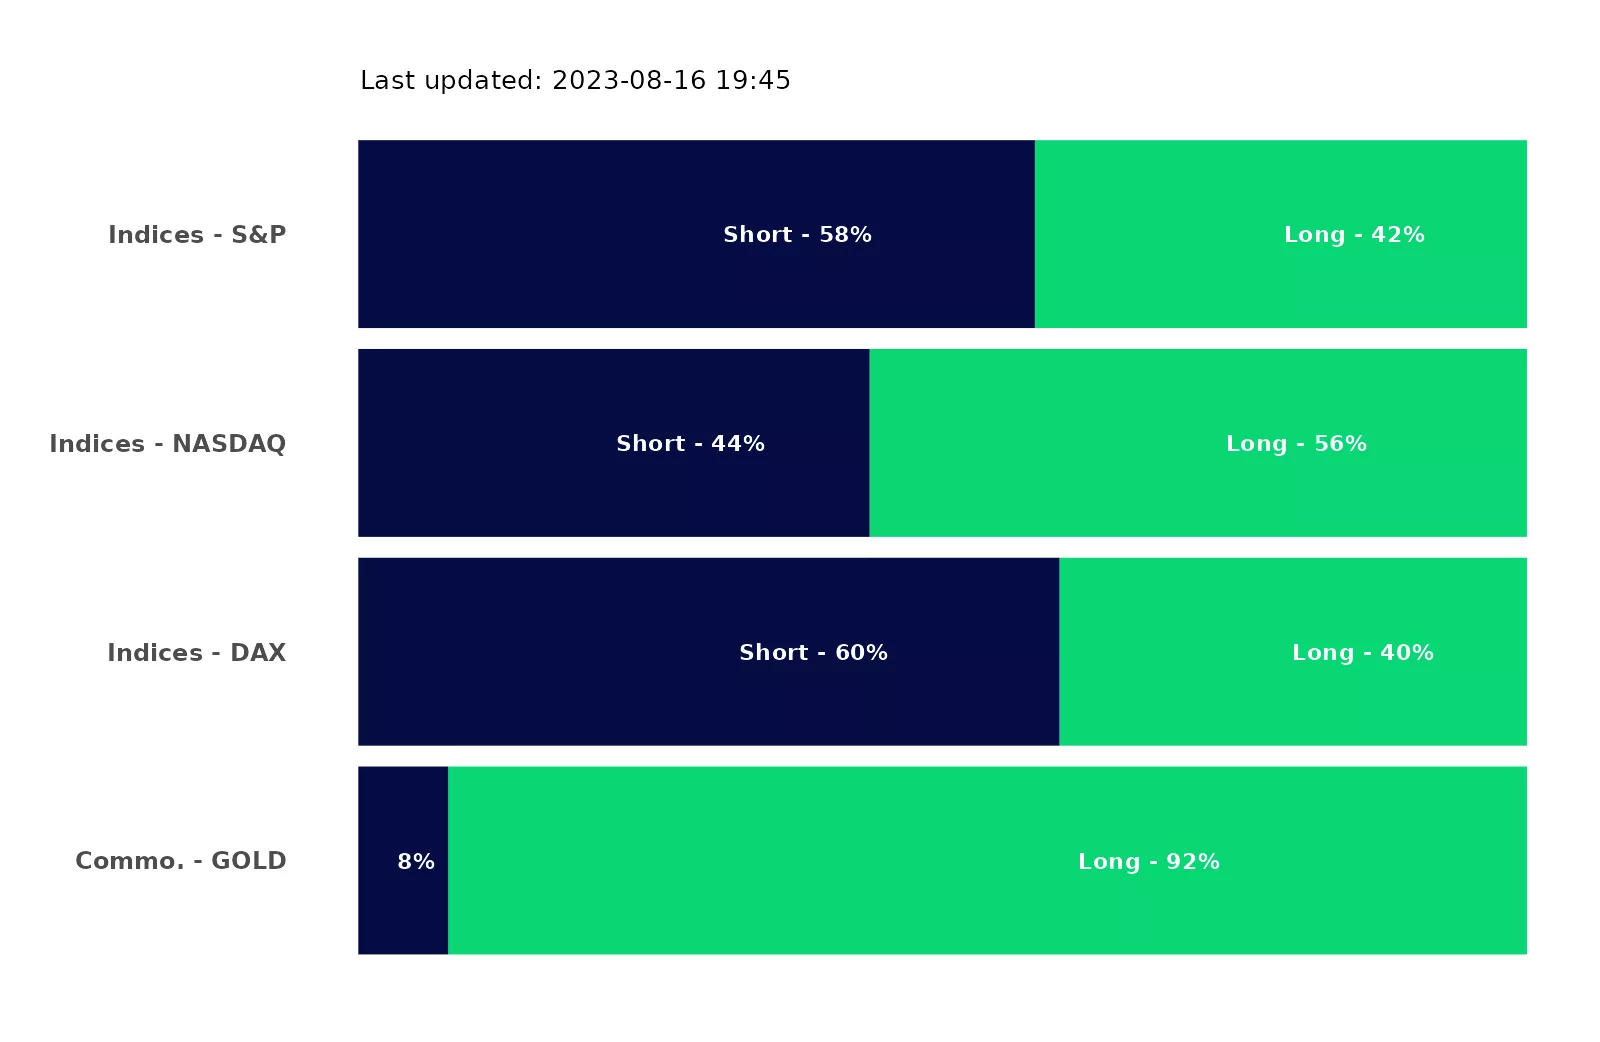 Last updated: 2023-08-16 19:45
Indices - S&P
Short - 58%
Long - 42%
Indices - NASDAQ
Short - 44%
Long - 56%
Indices - DAX
Short - 60%
Long - 40%
Commo. - GOLD
8%
Long - 92%